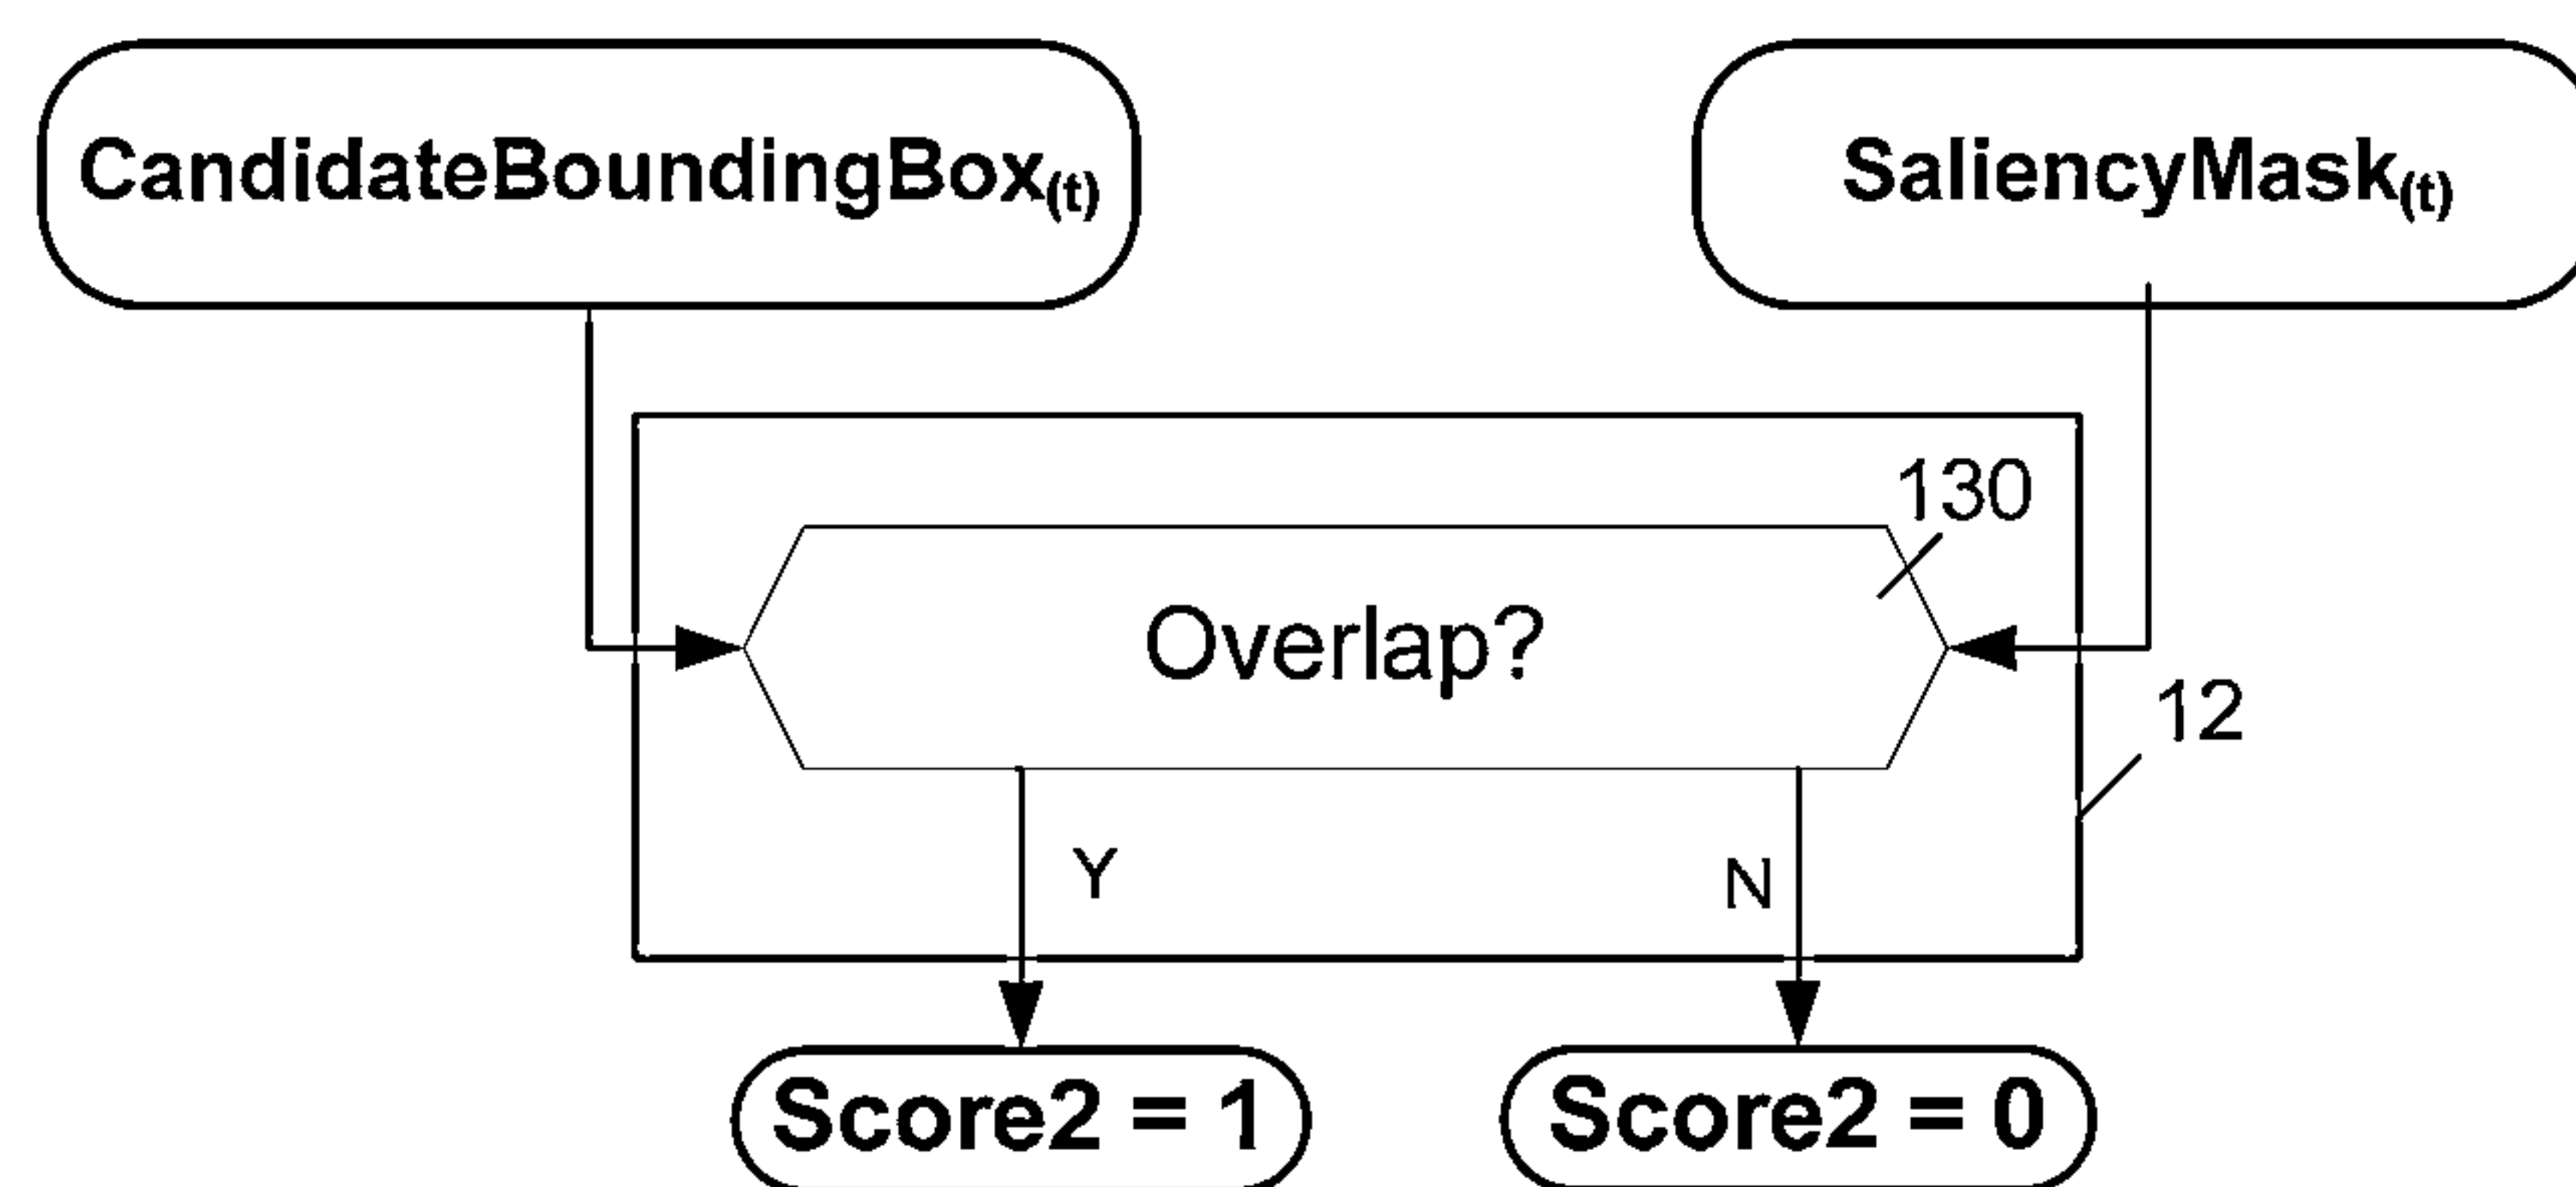 CandidateBoundingBox(t)
SaliencyMask(t)
130
Overlap?
12
Y
N
Score2 = 1
Score2 = 0